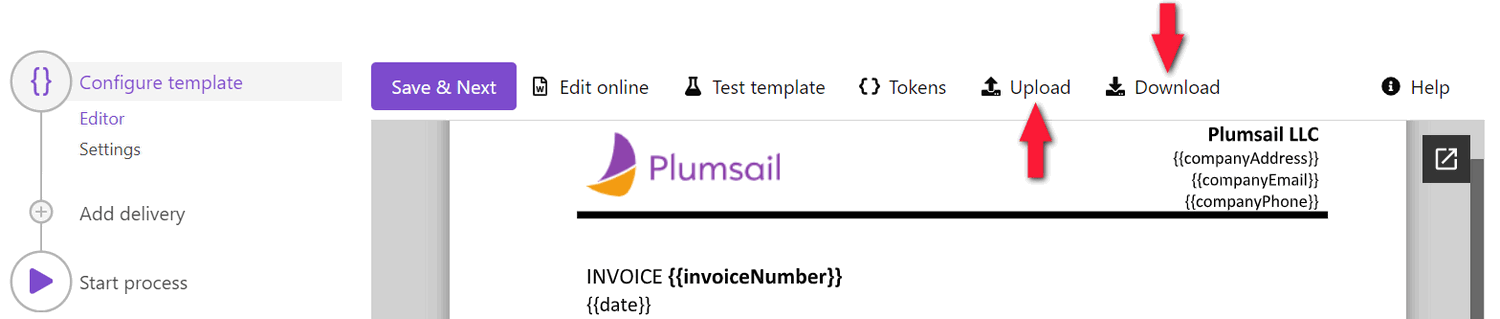 Configure template
Editor
Settings
Add delivery
Start process
Save & Next
W Edit online
Test template
{} Tokens
Upload
Download
Help
Plumsail
Plumsail LLC
{{companyAddress}}
{{companyEmail}}
{{companyPhone}}
INVOICE {{invoiceNumber}}
{{date}}